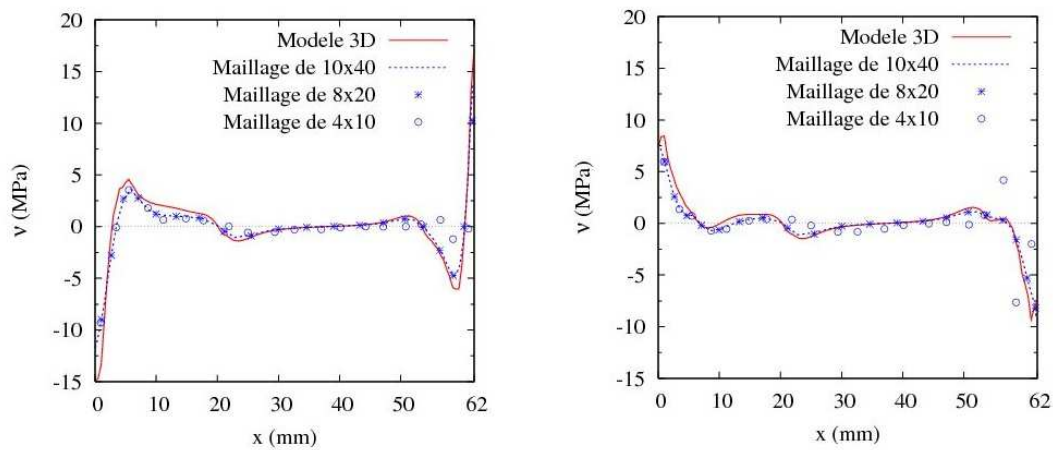 20
15
10
5
0
-5
-10
-15
ν (MPa)
Modele 3D
Maillage de 10x40
Maillage de 8x20
Maillage de 4x10
0 10 20 30 40 50 62
x (mm)
20
15
10
5
0
-5
-10
-15
ν (MPa)
Modele 3D
Maillage de 10x40
Maillage de 8x20
Maillage de 4x10
0 10 20 30 40 50 62
x (mm)